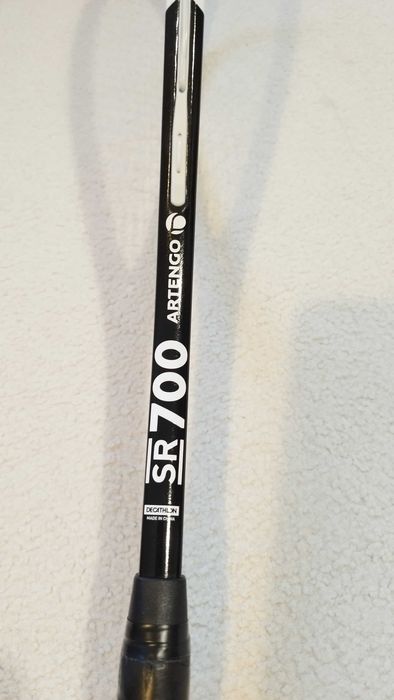 ARTENGO
SR 700
DECATHLON
MADE IN CHINA